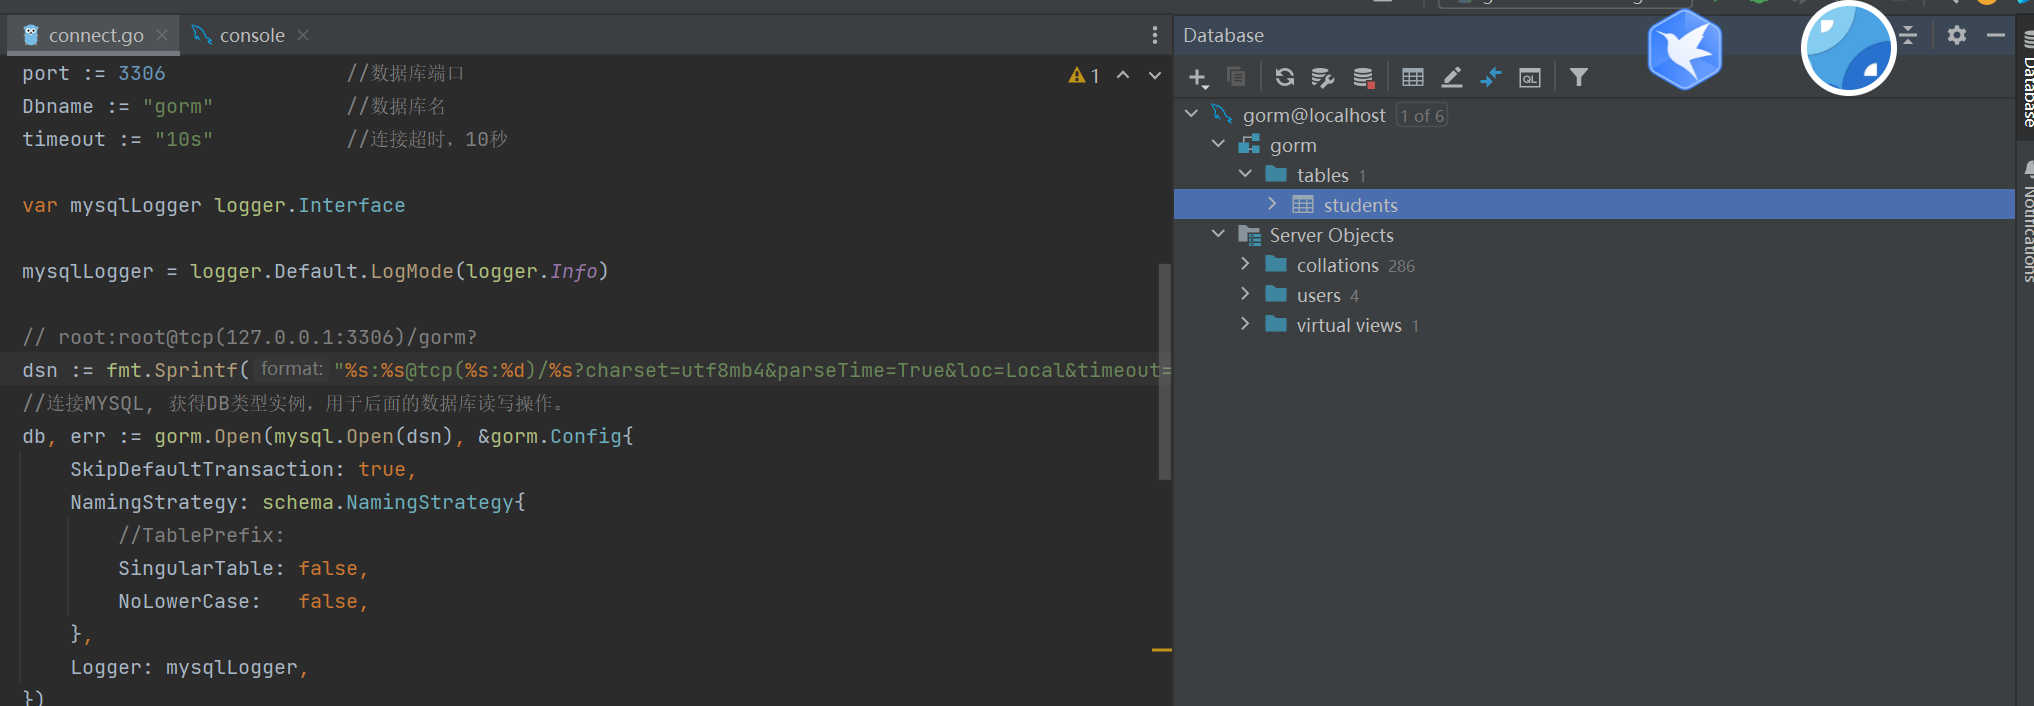 connect.go
console
port := 3306 //数据库端口
Dbname := "gorm" //数据库名
timeout := "10s" //连接超时，10秒
var mysqlLogger logger.Interface
mysqlLogger = logger.Default.LogMode(logger.Info)
// root:root@tcp(127.0.0.1:3306)/gorm?
dsn := fmt.Sprintf( format: "%s:%s@tcp(%s:%d)/%s?charset=utf8mb4&parseTime=True&loc=Local&timeout=
//连接MYSQL, 获得DB类型实例，用于后面的数据库读写操作。
db, err := gorm.Open(mysql.Open(dsn), &gorm.Config{
SkipDefaultTransaction: true,
NamingStrategy: schema.NamingStrategy{
//TablePrefix:
SingularTable: false,
NoLowerCase: false,
},
Logger: mysqlLogger,
})
1
Database
QL
gorm@localhost 1 of 6
gorm
tables 1
students
Server Objects
collations 286
users 4
virtual views 1
Database
Notifications